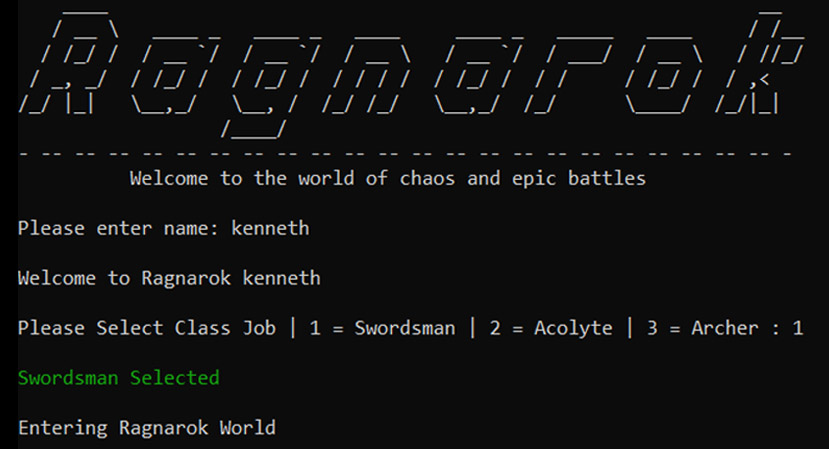 Ragnarok
- -- -- -- -- -- -- -- -- -- -- -- -- -- -- -- -- -- -- -- -- -- -- -
Welcome to the world of chaos and epic battles
Please enter name: kenneth
Welcome to Ragnarok kenneth
Please Select Class Job | 1 = Swordsman | 2 = Acolyte | 3 = Archer : 1
Swordsman Selected
Entering Ragnarok World